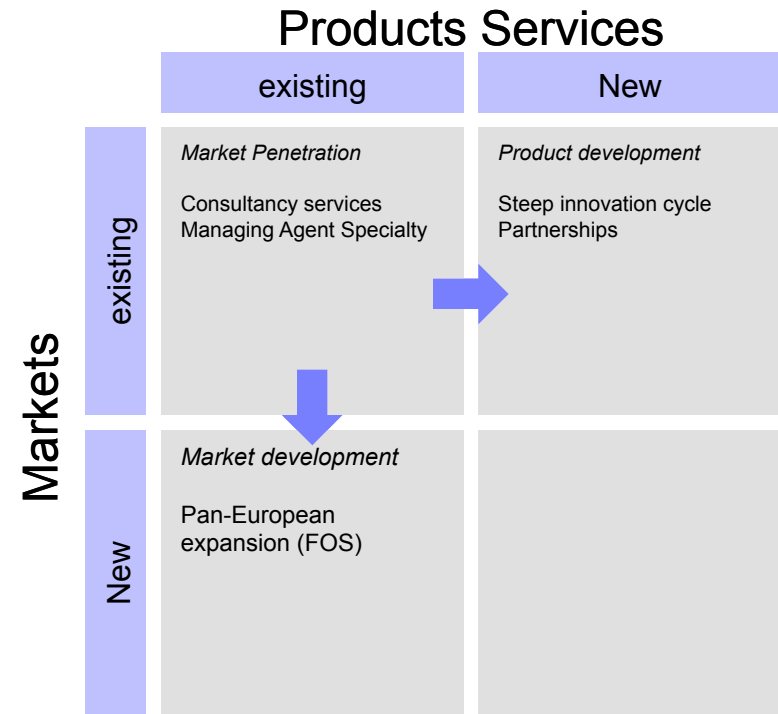 Products Services
existing
New
Markets
existing
Market Penetration
Consultancy services
Managing Agent Specialty
Product development
Steep innovation cycle
Partnerships
New
Market development
Pan-European
expansion (FOS)